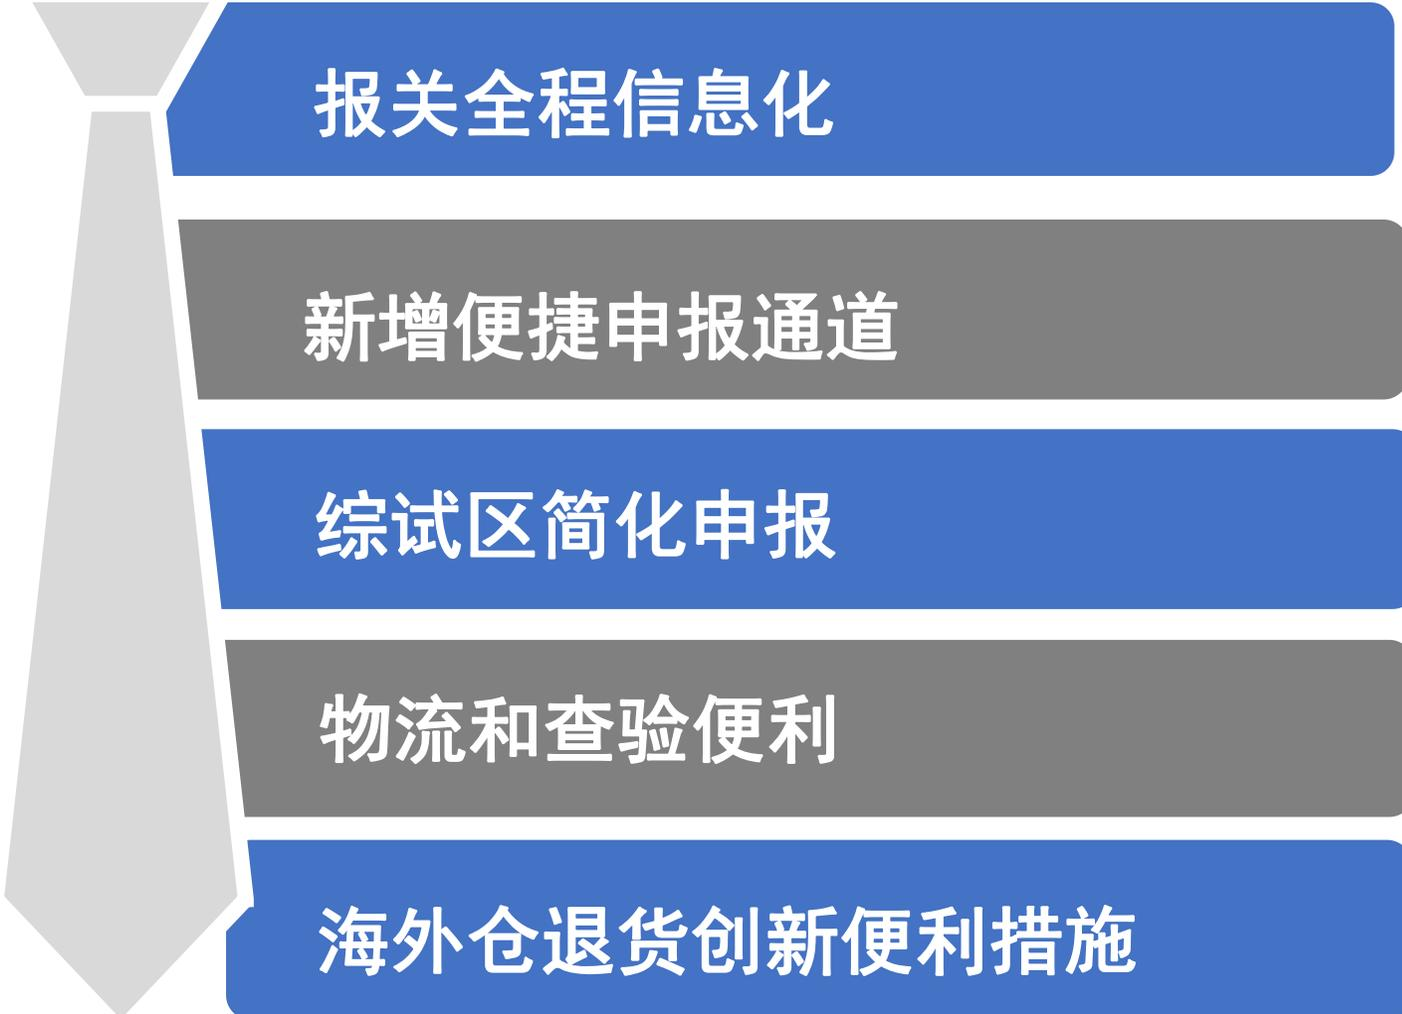 报关全程信息化
新增便捷申报通道
综试区简化申报
物流和查验便利
海外仓退货创新便利措施